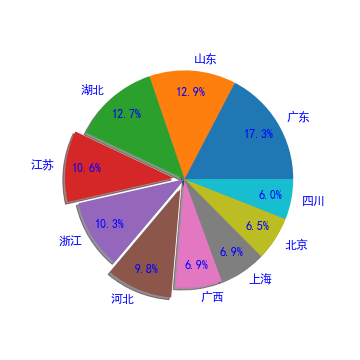 山东
12.9%
湖北
12.7%
广东
17.3%
江苏
10.6%
四川
6.0%
浙江
10.3%
北京
6.5%
上海
6.9%
河北
9.8%
广西
6.9%